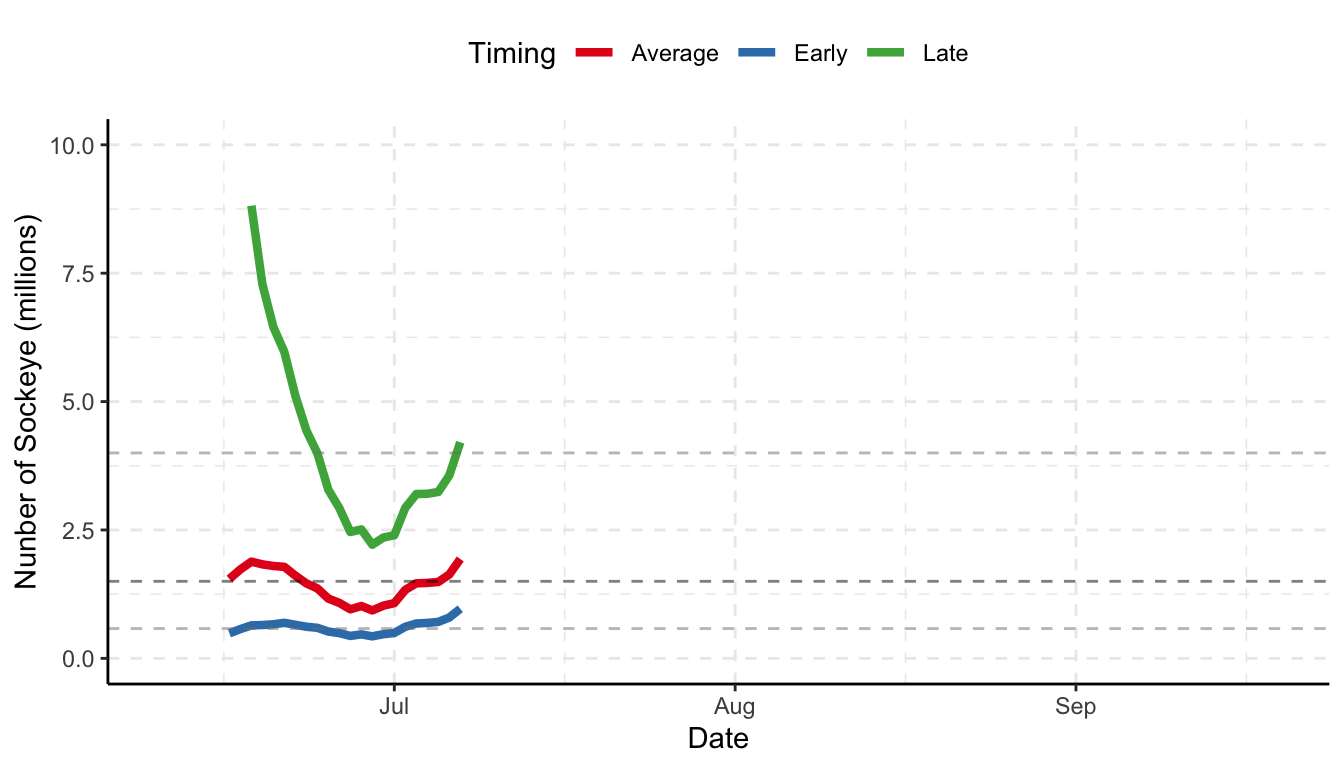 Timing Average Early Late
Nunber of Sockeye (millions)
10.0
7.5
5.0
2.5
0.0
Jul Aug Sep
Date